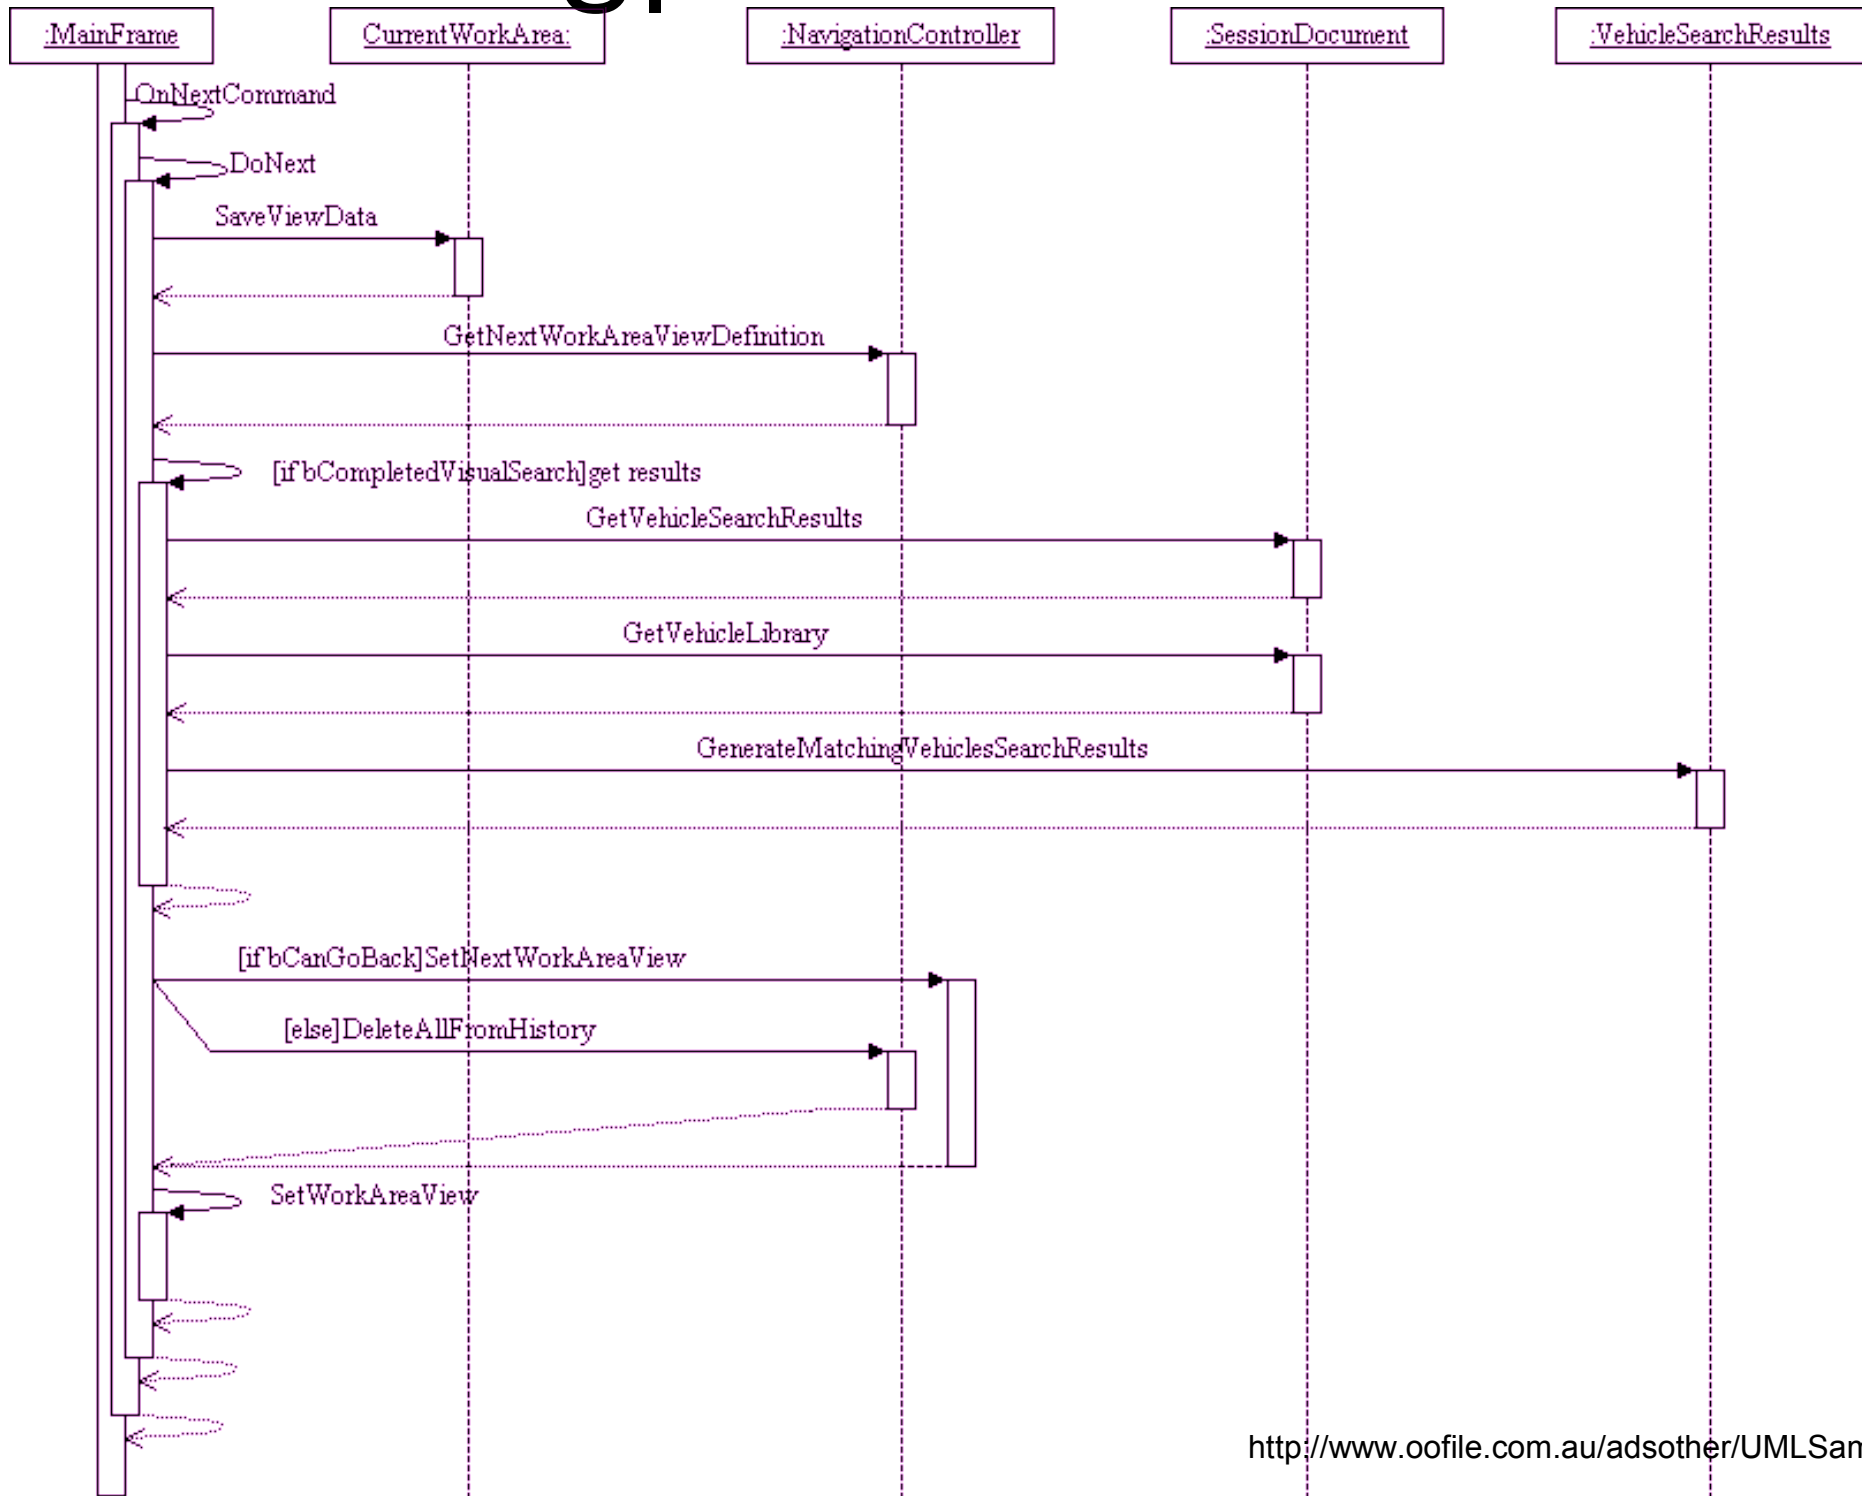 :MainFrame
CurrentWorkArea:
:NavigationController
:SessionDocument
:VehicleSearchResults
OnNextCommand
DoNext
SaveViewData
GetNextWorkAreaViewDefinition
[if bCompletedVisualSearch]get results
GetVehicleSearchResults
GetVehicleLibrary
GenerateMatchingVehiclesSearchResults
[if bCanGoBack]SetNextWorkAreaView
[else]DeleteAllFromHistory
SetWorkAreaView
http://www.oofile.com.au/adsother/UMLSam